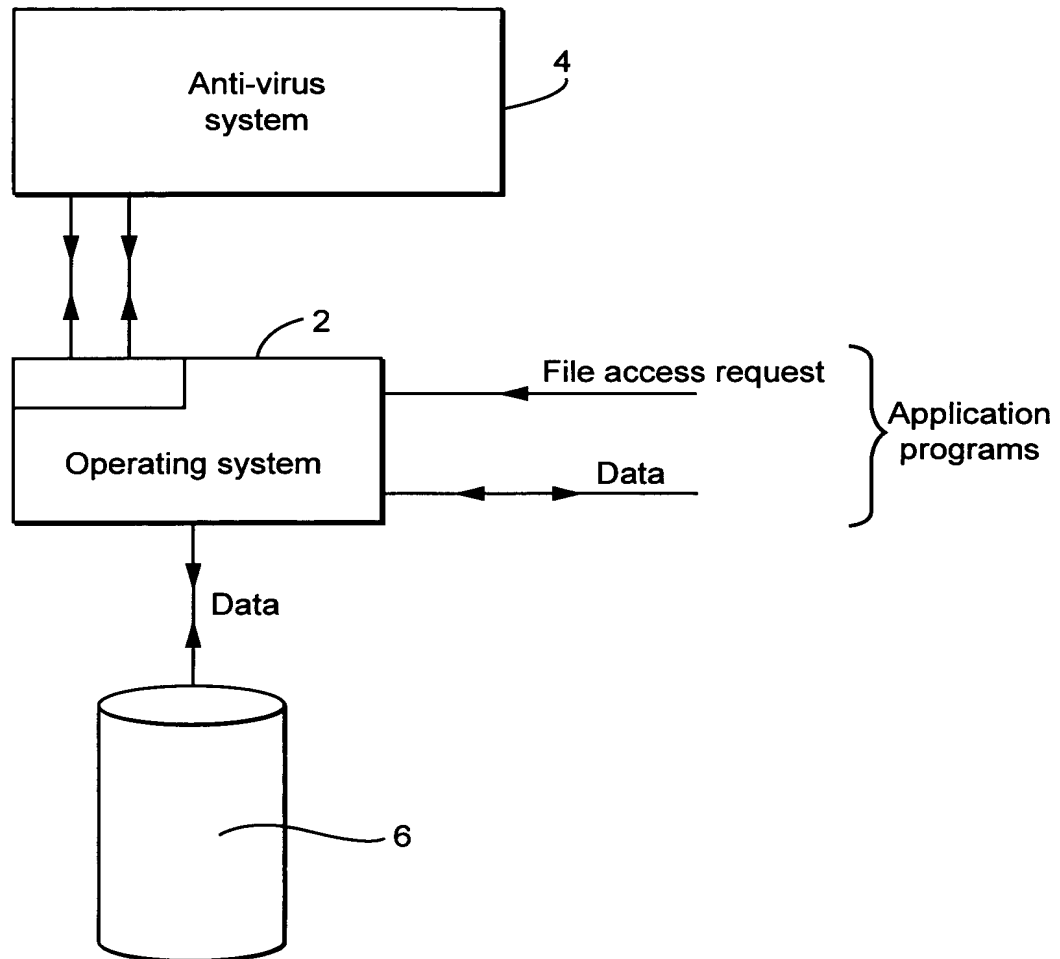 Anti-virus
system
4
2
File access request
Application
programs
Operating system
Data
Data
6